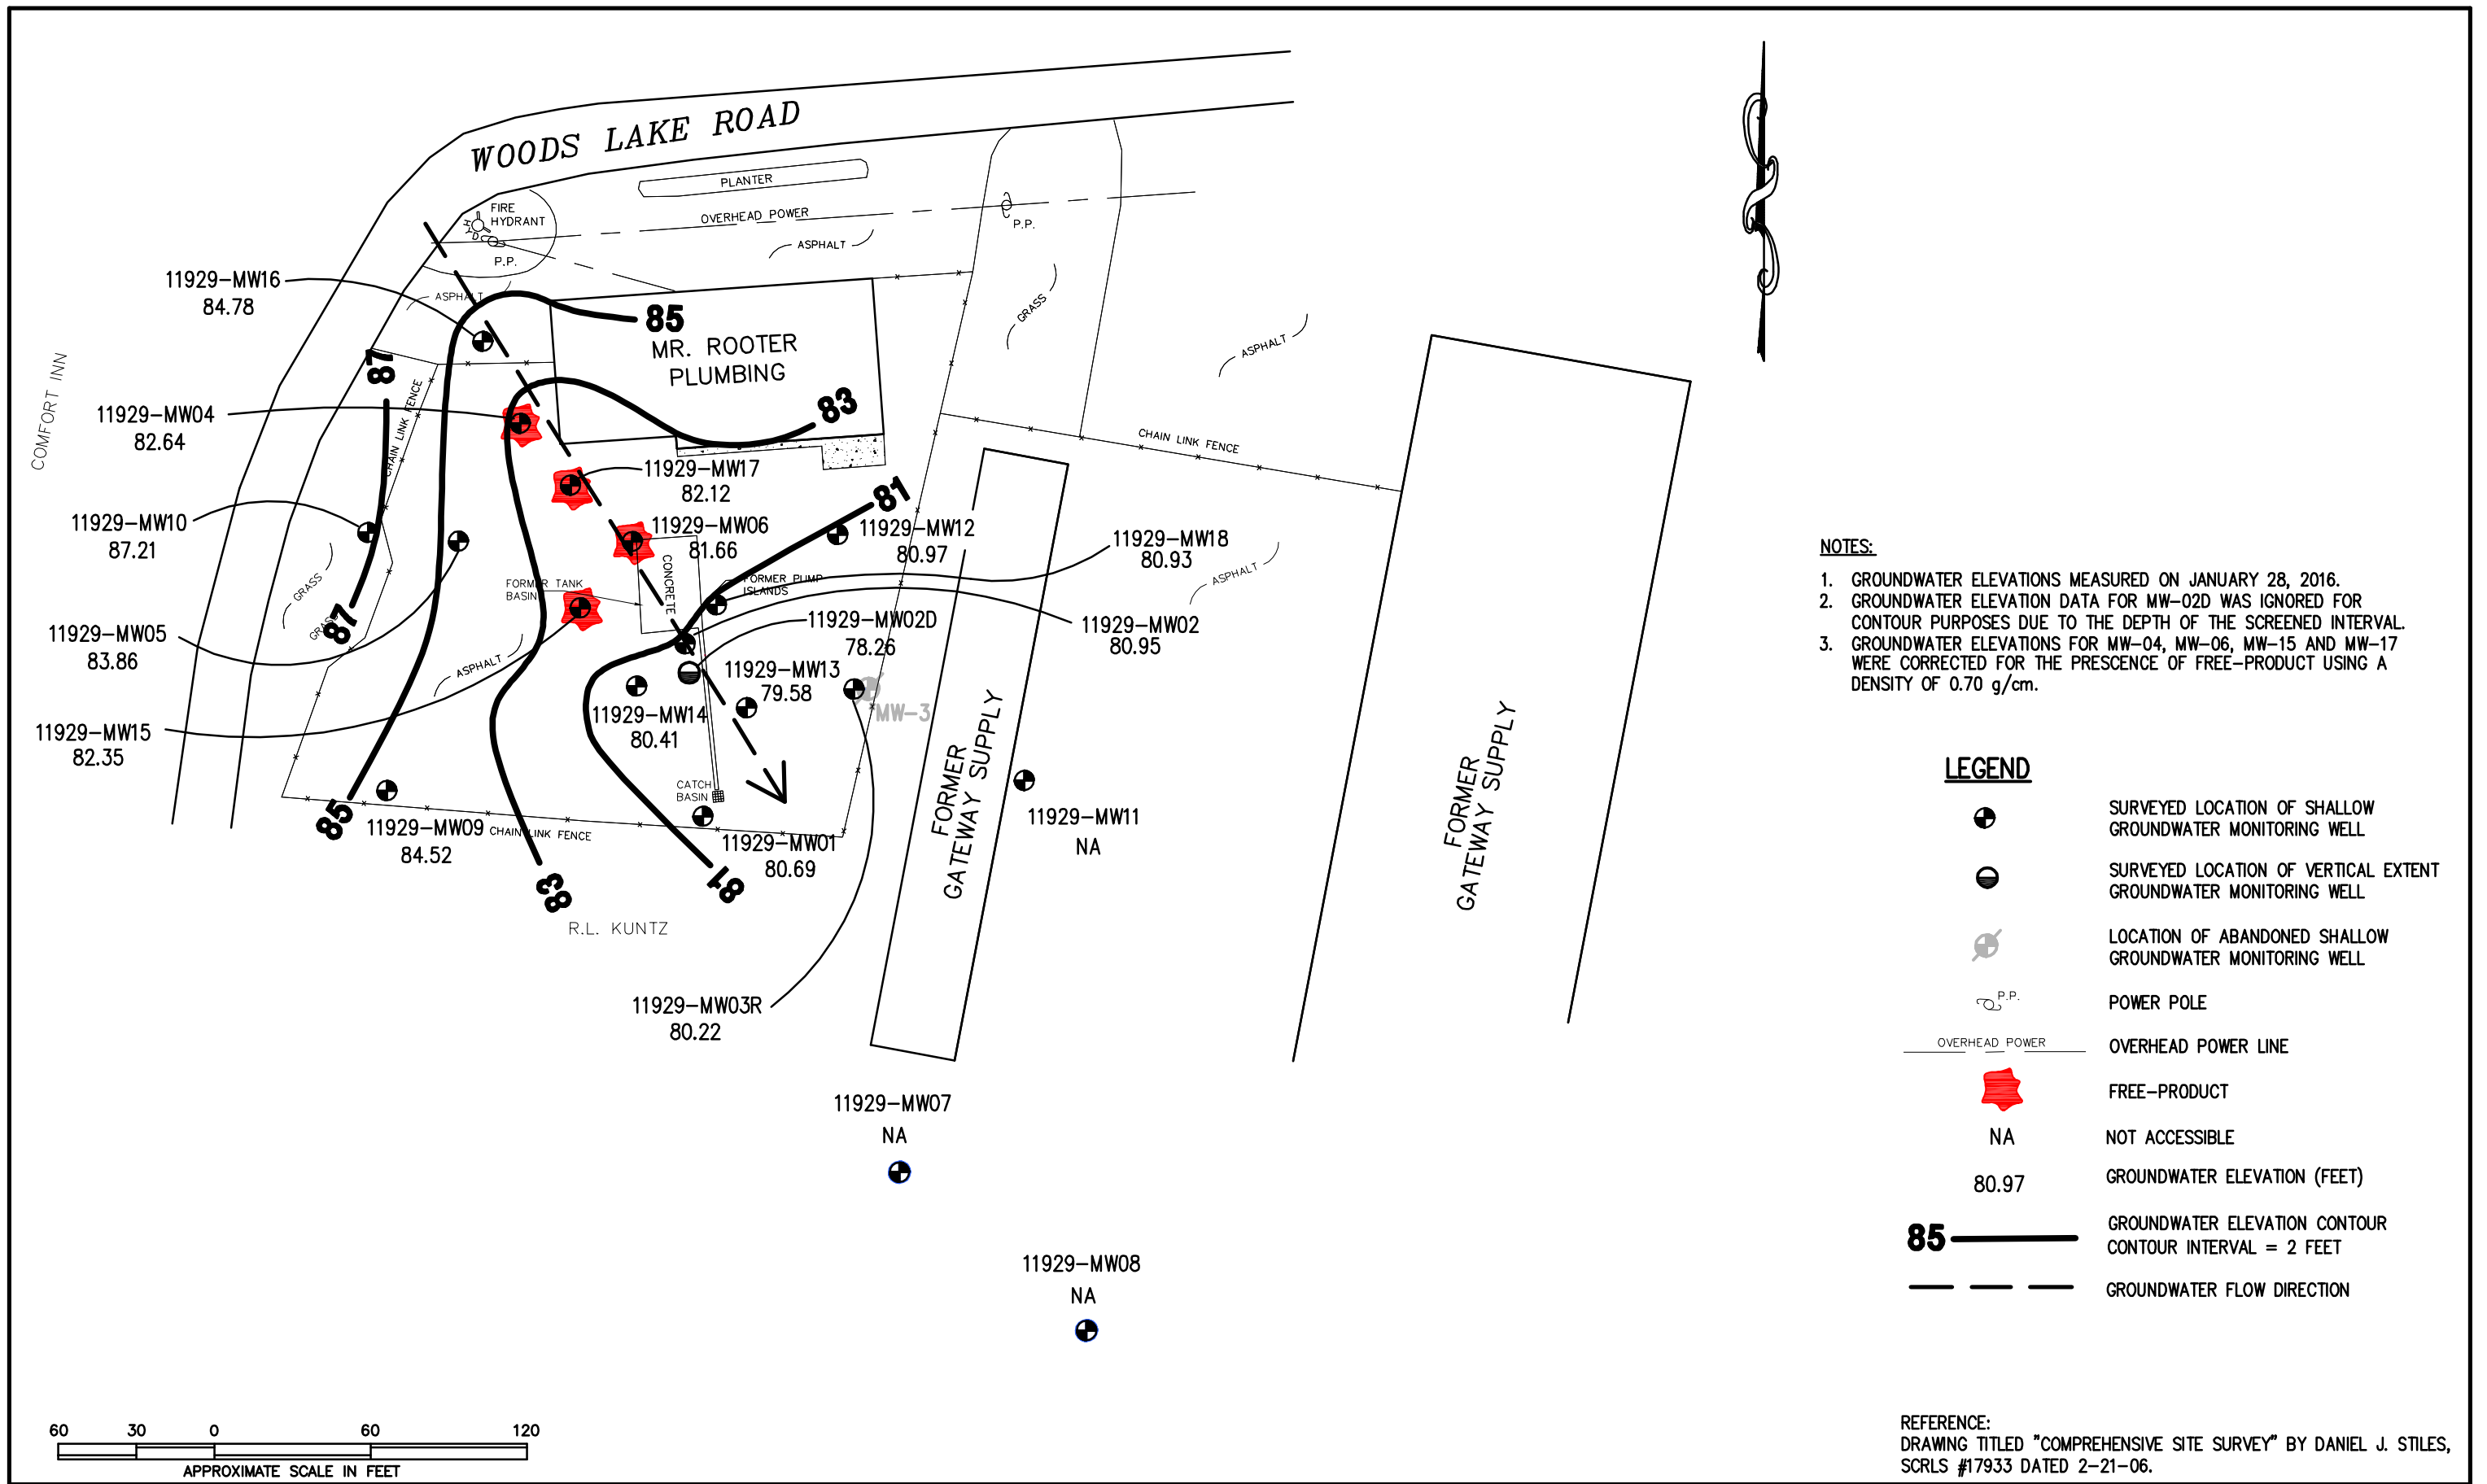 WOODS LAKE ROAD
PLANTER
FIRE
HYDRANT
HYD
P.P.
OVERHEAD POWER
ASPHALT
P.P.
11929-MW16
84.78
ASPHALT
85
MR. ROOTER
PLUMBING
GRASS
ASPHALT
COMFORT INN
87
CHAIN LINK FENCE
11929-MW04
82.64
83
CHAIN LINK FENCE
11929-MW17
82.12
81
11929-MW10
87.21
11929-MW06
81.66
11929-MW12
80.97
11929-MW18
80.93
CONCRETE
FORMER TANK
BASIN
FORMER PUMP
ISLANDS
ASPHALT
GRASS
GRASS
87
11929-MW05
83.86
11929-MW02D
78.26
11929-MW02
80.95
ASPHALT
11929-MW13
79.58
11929-MW14
80.41
MW-3
11929-MW15
82.35
FORMER
GATEWAY SUPPLY
FORMER
GATEWAY SUPPLY
CATCH
BASIN
85
11929-MW09
84.52
CHAIN LINK FENCE
11929-MW01
80.69
11929-MW11
NA
83
81
R.L. KUNTZ
11929-MW03R
80.22
11929-MW07
NA
11929-MW08
NA
NOTES:
1. GROUNDWATER ELEVATIONS MEASURED ON JANUARY 28, 2016.
2. GROUNDWATER ELEVATION DATA FOR MW-02D WAS IGNORED FOR
CONTOUR PURPOSES DUE TO THE DEPTH OF THE SCREENED INTERVAL.
3. GROUNDWATER ELEVATIONS FOR MW-04, MW-06, MW-15 AND MW-17
WERE CORRECTED FOR THE PRESCENCE OF FREE-PRODUCT USING A
DENSITY OF 0.70 g/cm.
LEGEND
SURVEYED LOCATION OF SHALLOW
GROUNDWATER MONITORING WELL
SURVEYED LOCATION OF VERTICAL EXTENT
GROUNDWATER MONITORING WELL
LOCATION OF ABANDONED SHALLOW
GROUNDWATER MONITORING WELL
P.P. POWER POLE
OVERHEAD POWER OVERHEAD POWER LINE
FREE-PRODUCT
NA NOT ACCESSIBLE
80.97 GROUNDWATER ELEVATION (FEET)
85 GROUNDWATER ELEVATION CONTOUR
CONTOUR INTERVAL = 2 FEET
GROUNDWATER FLOW DIRECTION
60 30 0 60 120
APPROXIMATE SCALE IN FEET
REFERENCE:
DRAWING TITLED "COMPREHENSIVE SITE SURVEY" BY DANIEL J. STILES,
SCRLS #17933 DATED 2-21-06.